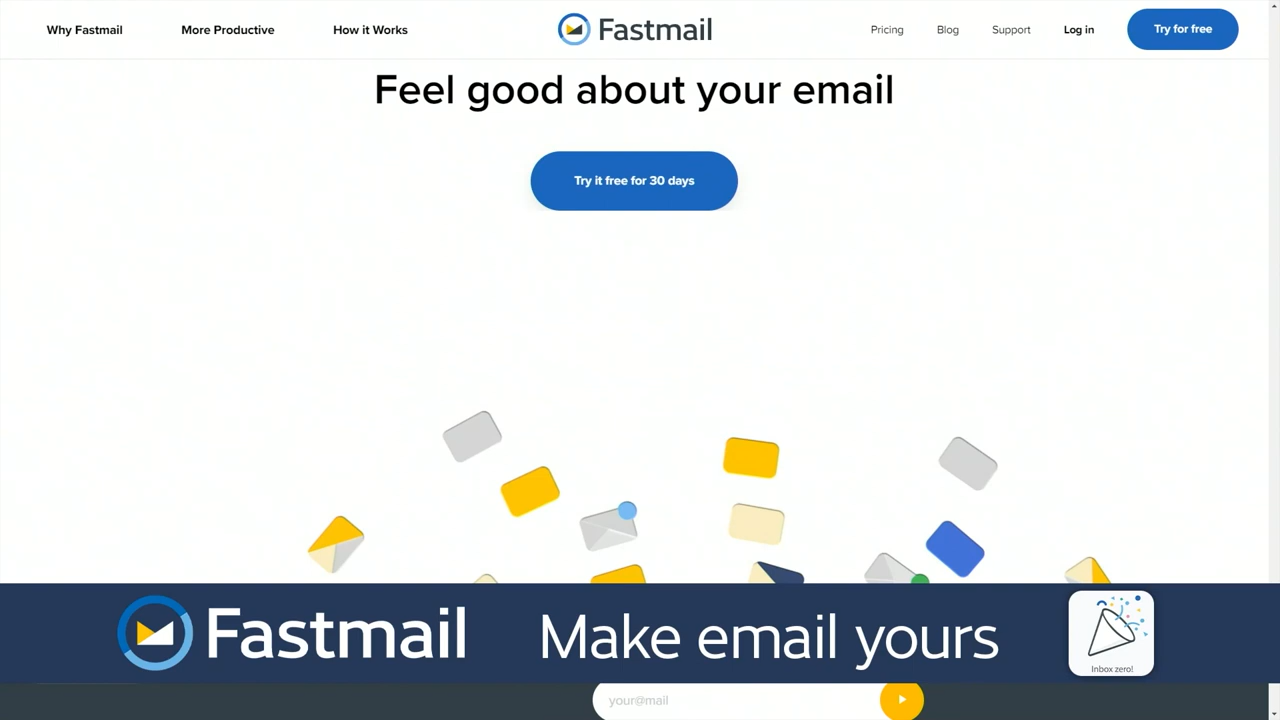 Why Fastmail
More Productive
How it Works
Fastmail
Pricing
Blog
Support
Log in
Try for free
Feel good about your email
Try it free for 30 days
Fastmail
Make email yours
Inbox zero!
your@mail